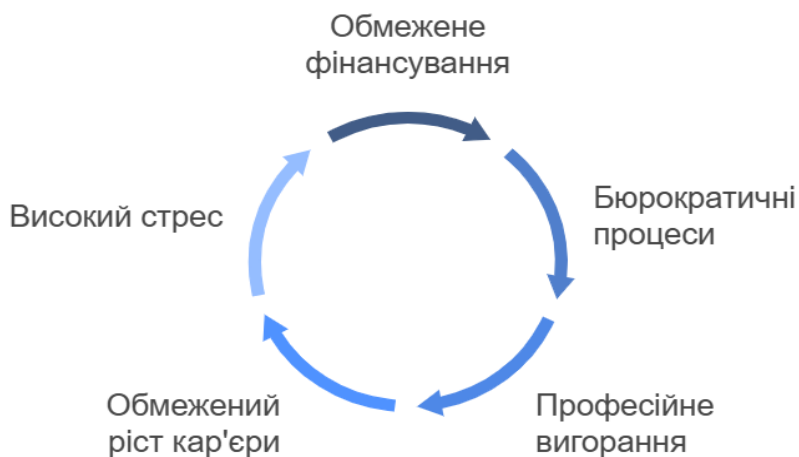 Обмежене
фінансування
Бюрократичні
процеси
Професійне
вигорання
Обмежений
ріст кар'єри
Високий стрес